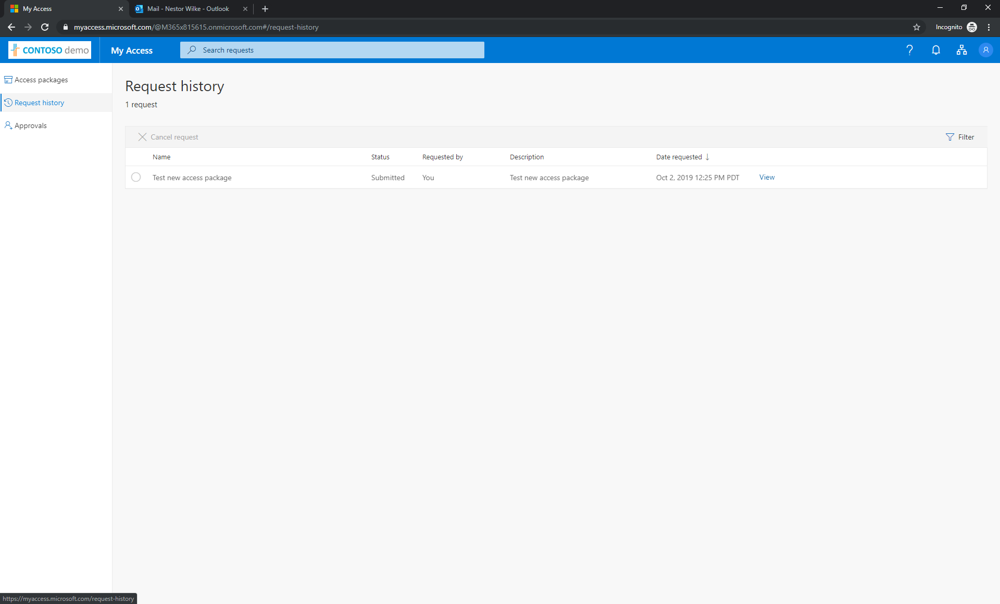 My Access
Mail - Nestor Wilke - Outlook
myaccess.microsoft.com/@M365x815615.onmicrosoft.com#/request-history
Incognito
CONTOSO demo
My Access
Search requests
Access packages
Request history
Approvals
Request history
1 request
Cancel request
Filter
Name Status Requested by Description Date requested ↓
Test new access package Submitted You Test new access package Oct 2, 2019 12:25 PM PDT View
https://myaccess.microsoft.com/request-history